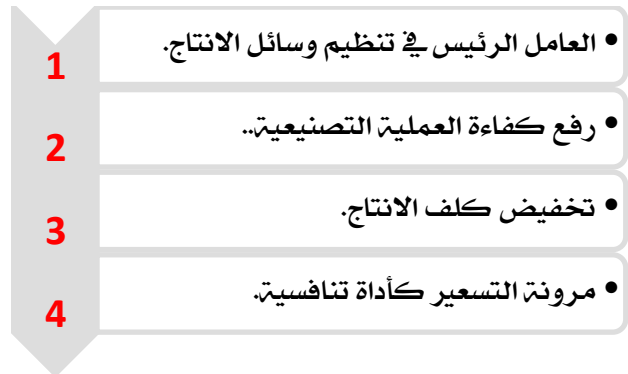 • العامل الرئيس في تنظيم وسائل الانتاج.
1
• رفع كفاءة العملية التصنيعية..
2
• تخفيض كلف الانتاج.
3
• مرونة التسعير كأداة تنافسية.
4